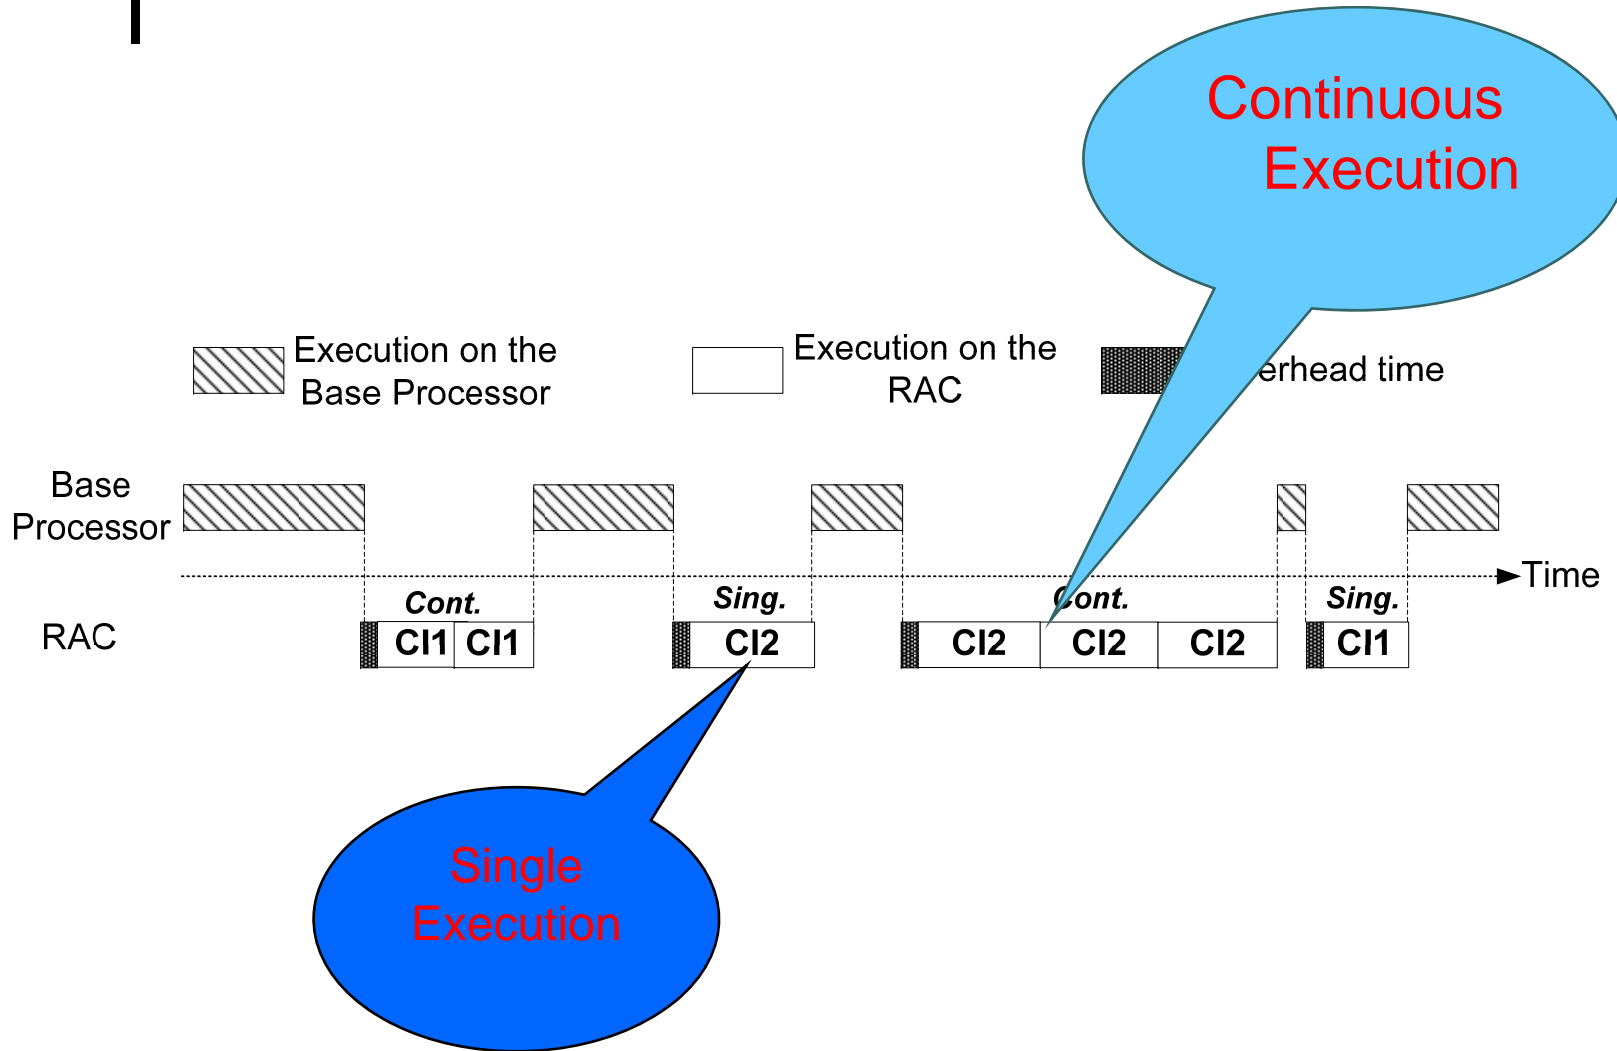 Continuous
Execution
Execution on the
Base Processor
Execution on the
RAC
erhead time
Base
Processor
Time
Cont.
Sing.
Cont.
Sing.
RAC
CI1
CI1
CI2
CI2
CI2
CI2
CI1
Single
Execution